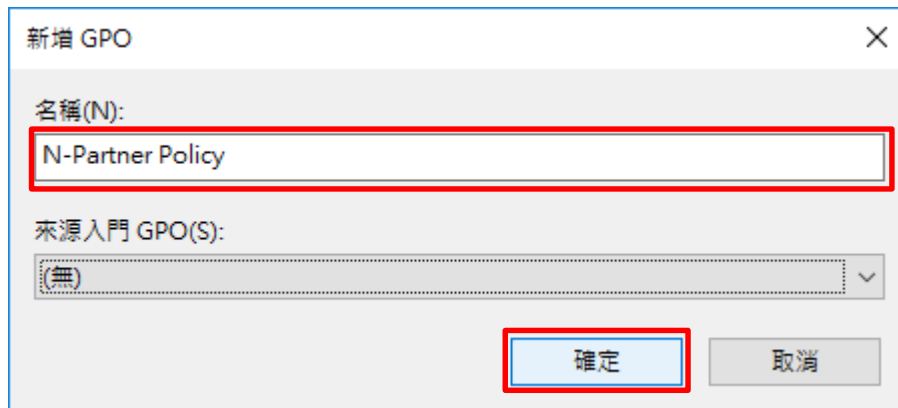 新增 GPO
名稱(N):
N-Partner Policy
來源入門 GPO(S):
(無)
確定 取消